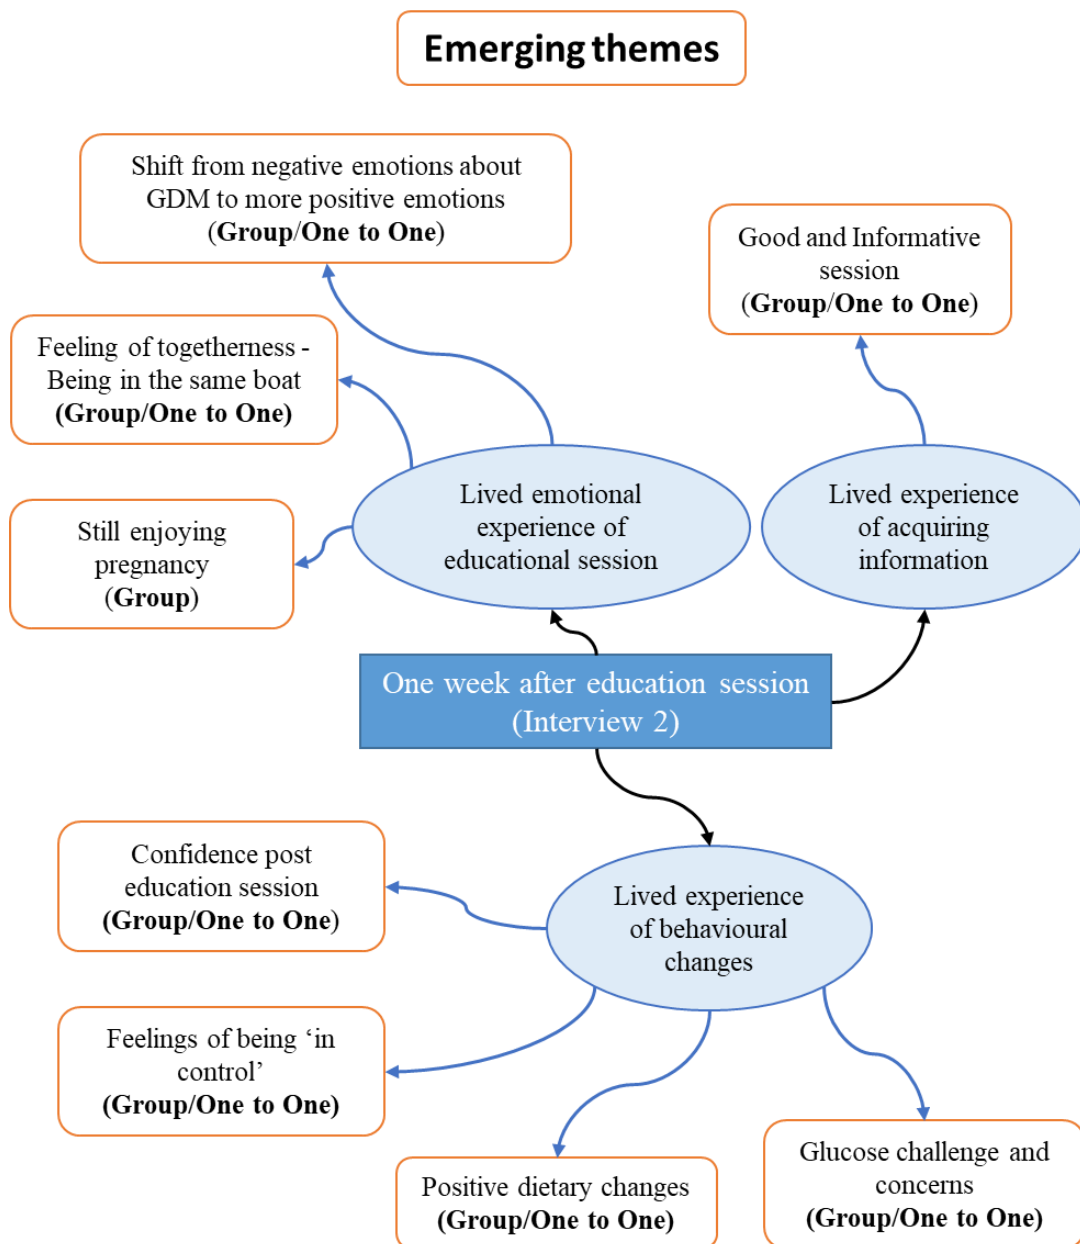 Emerging themes
Shift from negative emotions about
GDM to more positive emotions
(Group/One to One)
Good and Informative
session
(Group/One to One)
Feeling of togetherness -
Being in the same boat
(Group/One to One)
Lived emotional
experience of
educational session
Lived experience
of acquiring
information
Still enjoying
pregnancy
(Group)
One week after education session
(Interview 2)
Confidence post
education session
(Group/One to One)
Lived experience
of behavioural
changes
Feelings of being ‘in
control’
(Group/One to One)
Positive dietary changes
(Group/One to One)
Glucose challenge and
concerns
(Group/One to One)